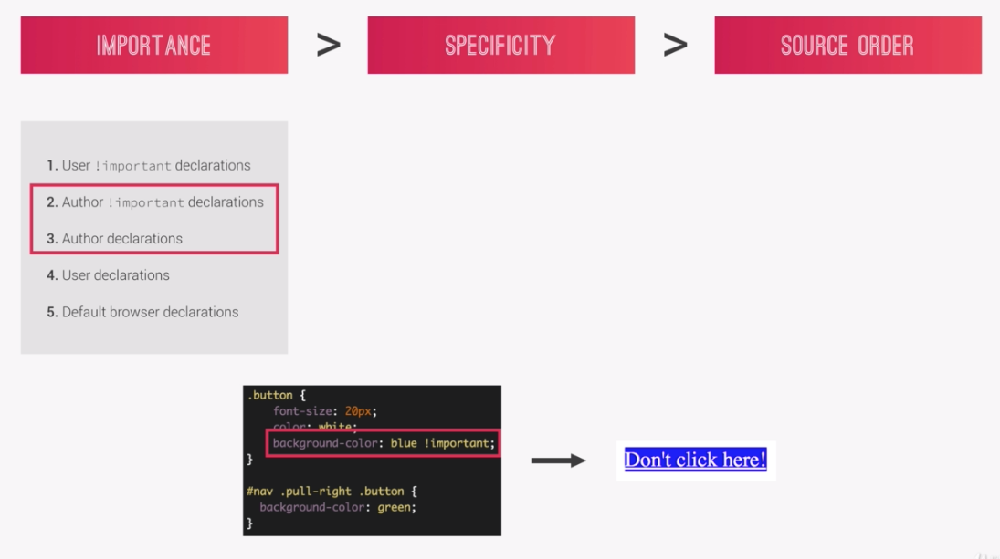 IMPORTANCE > SPECIFICITY > SOURCE ORDER
1. User !important declarations
2. Author !important declarations
3. Author declarations
4. User declarations
5. Default browser declarations
.button {
font-size: 20px;
color: white;
background-color: blue !important;
}
#nav .pull-right .button {
background-color: green;
}
Don't click here!